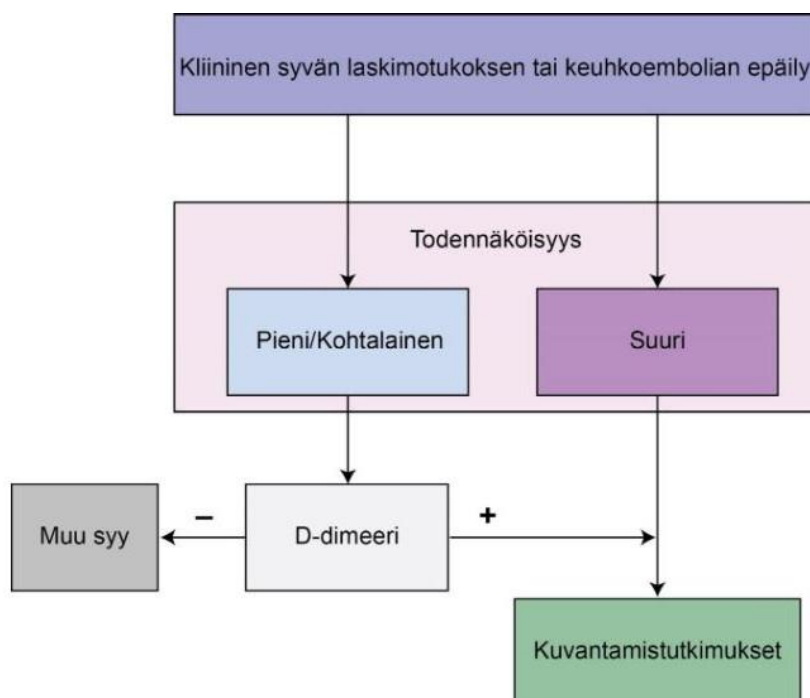 Kliininen syvän laskimotukoksen tai keuhkoembolian epäily
Todennäköisyys
Pieni/Kohtalainen
Suuri
Muu syy
–
D-dimeeri
+
Kuvantamistutkimukset